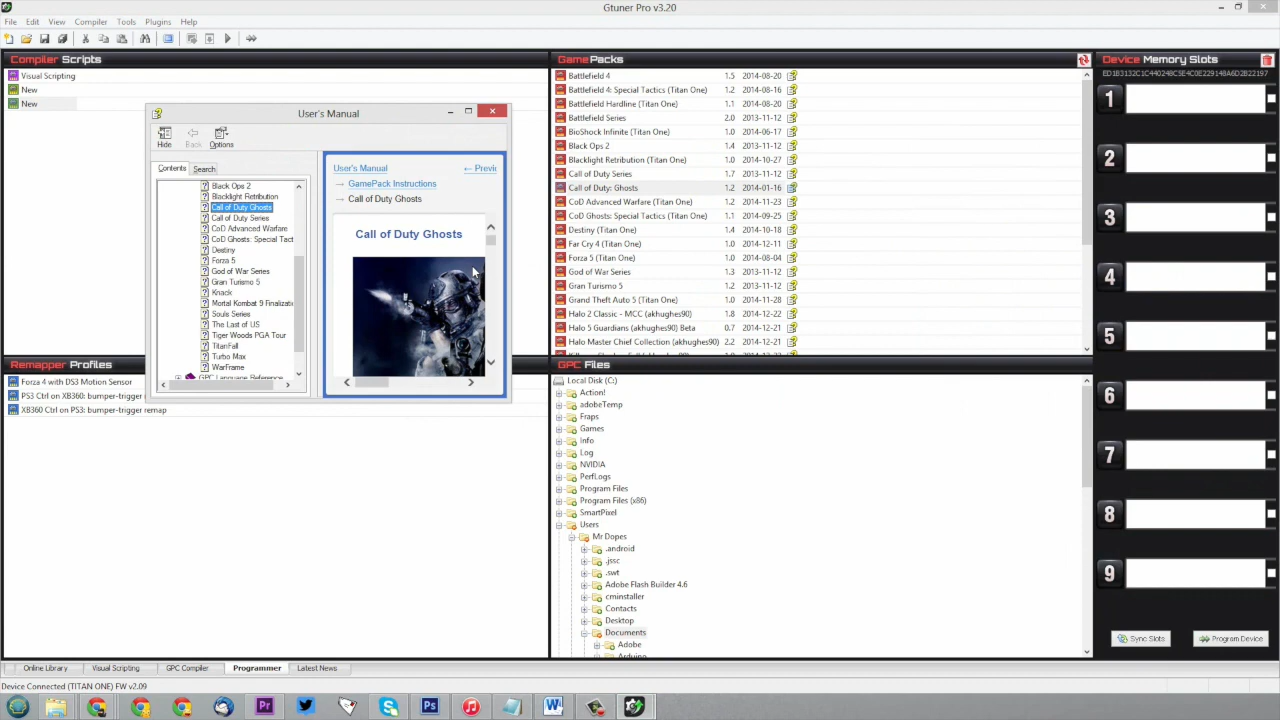 Gtuner Pro v3.20
File Edit View Compiler Tools Plugins Help
Compiler Scripts
Visual Scripting
New
New
User's Manual
Hide Back Options
Contents Search
Black Ops 2
Blacklight Retribution
Call of Duty Ghosts
Call of Duty Series
CoD Advanced Warfare
CoD Ghosts: Special Tact
Destiny
Forza 5
God of War Series
Gran Turismo 5
Knack
Mortal Kombat 9 Finalizatio
Souls Series
The Last of US
Tiger Woods PGA Tour
TitanFall
Turbo Max
WarFrame
GPC Language Reference
User's Manual ← Previo
→ GamePack Instructions
→ Call of Duty Ghosts
Call of Duty Ghosts
Remapper Profiles
Forza 4 with DS3 Motion Sensor
PS3 Ctrl on XB360: bumper-trigger
XB360 Ctrl on PS3: bumper-trigger remap
GamePacks
Battlefield 4 1.5 2014-08-20
Battlefield 4: Special Tactics (Titan One) 1.2 2014-08-16
Battlefield Hardline (Titan One) 1.1 2014-08-20
Battlefield Series 2.0 2013-11-12
BioShock Infinite (Titan One) 1.0 2014-06-17
Black Ops 2 1.4 2013-11-12
Blacklight Retribution (Titan One) 1.0 2014-10-27
Call of Duty Series 1.7 2013-11-12
Call of Duty: Ghosts 1.2 2014-01-16
CoD Advanced Warfare (Titan One) 1.0 2014-11-23
CoD Ghosts: Special Tactics (Titan One) 1.1 2014-09-25
Destiny (Titan One) 1.4 2014-10-18
Far Cry 4 (Titan One) 1.0 2014-12-11
Forza 5 (Titan One) 1.0 2014-08-04
God of War Series 1.3 2013-11-12
Gran Turismo 5 1.2 2013-11-12
Grand Theft Auto 5 (Titan One) 1.0 2014-11-28
Halo 2 Classic - MCC (akhughes90) 1.8 2014-12-22
Halo 5 Guardians (akhughes90) Beta 0.7 2014-12-21
Halo Master Chief Collection (akhughes90) 2.2 2014-12-21
GPC Files
Local Disk (C:)
Action!
adobeTemp
Fraps
Games
Info
Log
NVIDIA
PerfLogs
Program Files
Program Files (x86)
SmartPixel
Users
Mr Dopes
.android
.jssc
.swt
Adobe Flash Builder 4.6
cminstaller
Contacts
Desktop
Documents
Adobe
Arduino
Device Memory Slots
1
2
3
4
5
6
7
8
9
Sync Slots Program Device
Online Library Visual Scripting GPC Compiler Programmer Latest News
Device Connected (TITAN ONE) FW v2.09